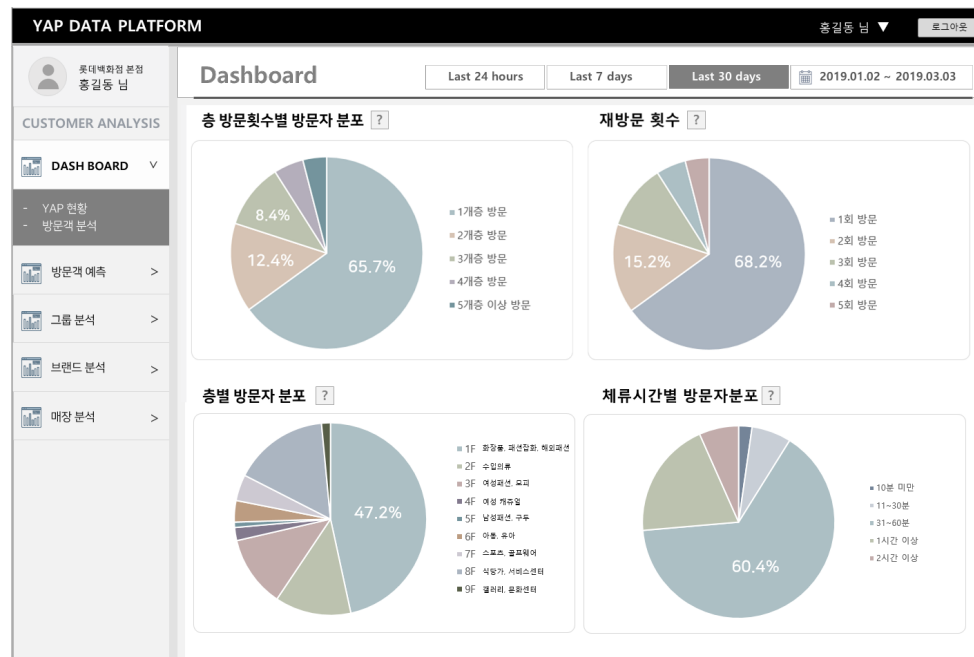 YAP DATA PLATFORM
홍길동 님 ▼
로그아웃
롯데백화점 본점
홍길동 님
CUSTOMER ANALYSIS
DASH BOARD
- YAP 현황
- 방문객 분석
방문객 예측 >
그룹 분석 >
브랜드 분석 >
매장 분석 >
Dashboard
Last 24 hours
Last 7 days
Last 30 days
2019.01.02 ~ 2019.03.03
층 방문횟수별 방문자 분포 ?
8.4%
12.4%
65.7%
1개층 방문
2개층 방문
3개층 방문
4개층 방문
5개층 이상 방문
재방문 횟수 ?
15.2%
68.2%
1회 방문
2회 방문
3회 방문
4회 방문
5회 방문
층별 방문자 분포 ?
47.2%
1F 화장품, 패션잡화, 해외패션
2F 수입의류
3F 여성패션, 모피
4F 여성 캐쥬얼
5F 남성패션, 구두
6F 아동, 유아
7F 스포츠, 골프웨어
8F 식당가, 서비스센터
9F 갤러리, 문화센터
체류시간별 방문자분포 ?
60.4%
10분 미만
11~30분
31~60분
1시간 이상
2시간 이상